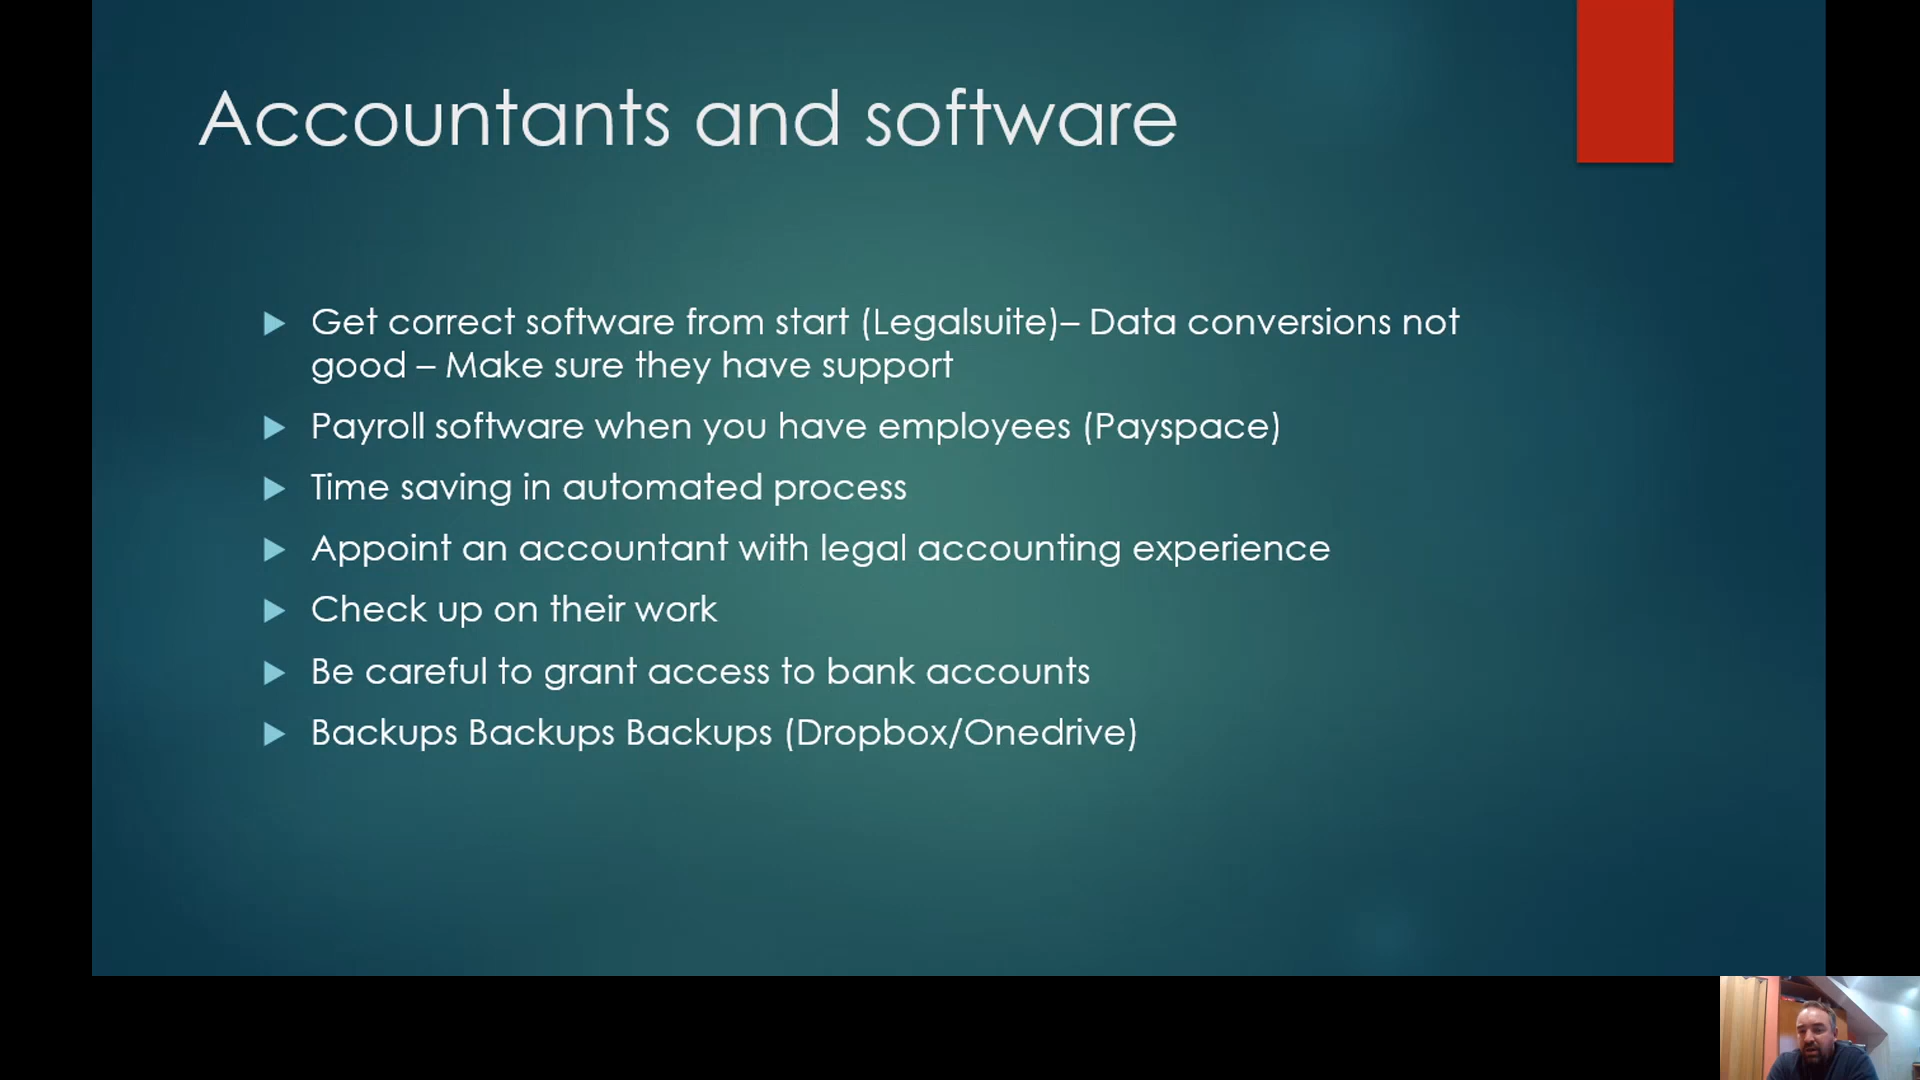 Accountants and software
Get correct software from start (Legalsuite)– Data conversions not
good – Make sure they have support
Payroll software when you have employees (Payspace)
Time saving in automated process
Appoint an accountant with legal accounting experience
Check up on their work
Be careful to grant access to bank accounts
Backups Backups Backups (Dropbox/Onedrive)